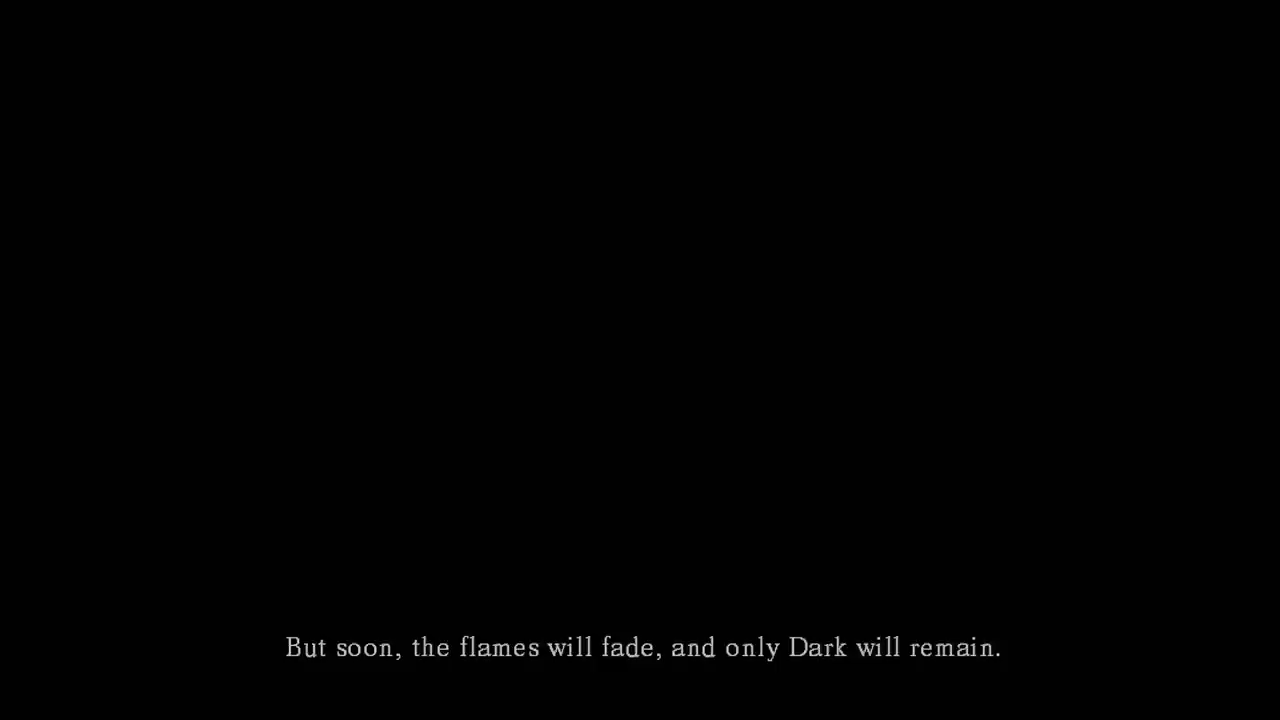 But soon, the flames will fade, and only Dark will remain.